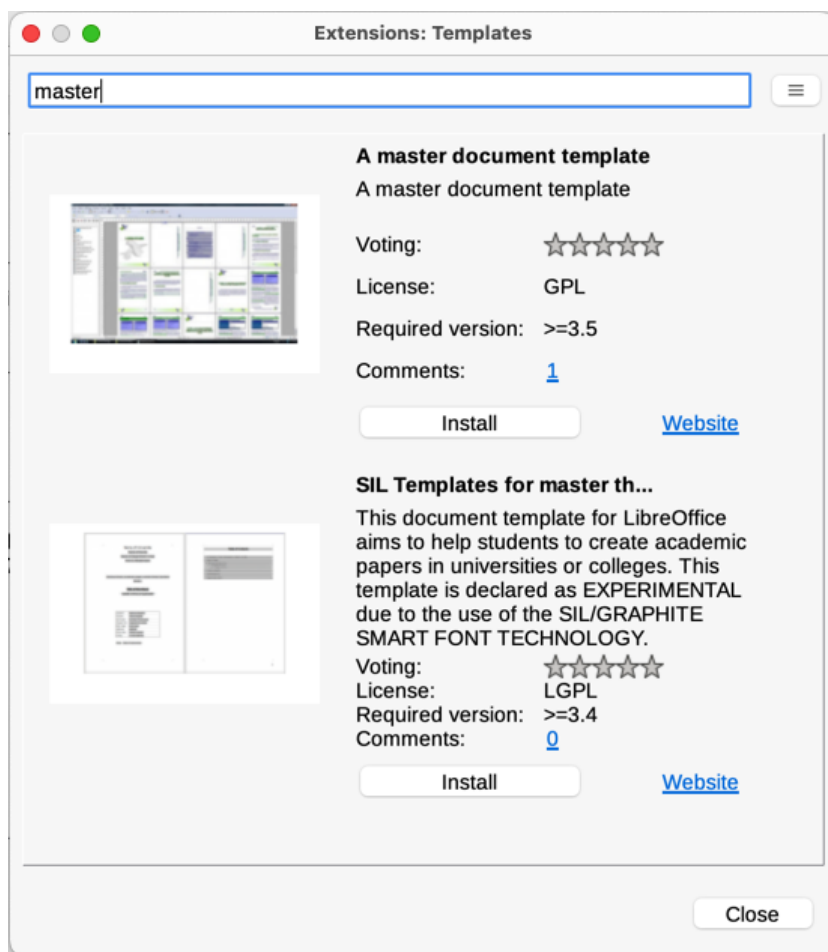 Extensions: Templates
master
A master document template
A master document template
Voting:
License: GPL
Required version: >=3.5
Comments: 1
Install Website
SIL Templates for master th...
This document template for LibreOffice
aims to help students to create academic
papers in universities or colleges. This
template is declared as EXPERIMENTAL
due to the use of the SIL/GRAPHITE
SMART FONT TECHNOLOGY.
Voting:
License: LGPL
Required version: >=3.4
Comments: 0
Install Website
Close